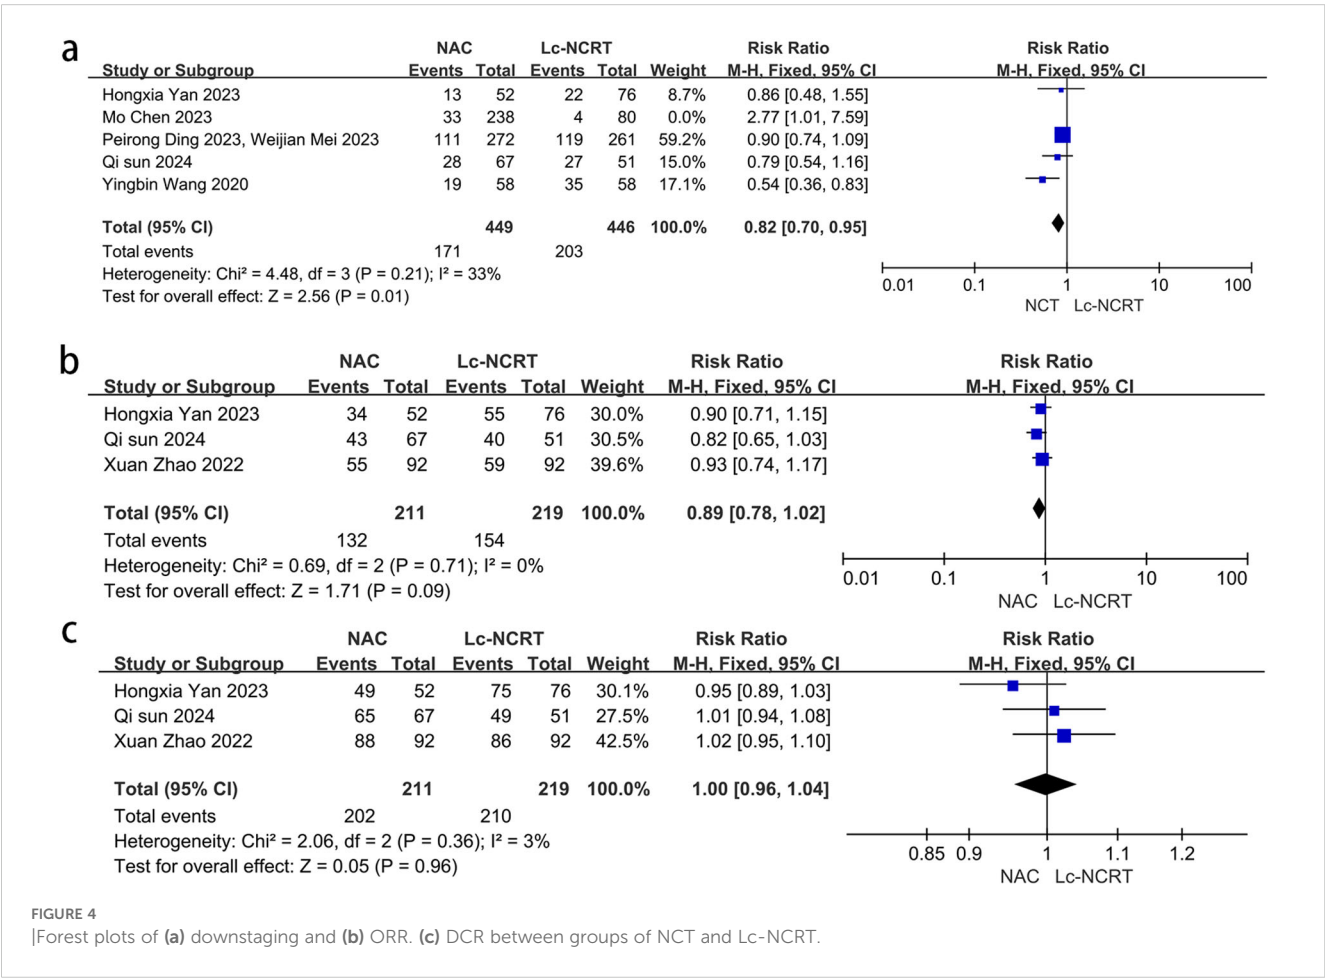 a
NAC Lc-NCRT Risk Ratio Risk Ratio
Study or Subgroup Events Total Events Total Weight M-H, Fixed, 95% CI M-H, Fixed, 95% CI
Hongxia Yan 2023 13 52 22 76 8.7% 0.86 [0.48, 1.55]
Mo Chen 2023 33 238 4 80 0.0% 2.77 [1.01, 7.59]
Peirong Ding 2023, Weijian Mei 2023 111 272 119 261 59.2% 0.90 [0.74, 1.09]
Qi sun 2024 28 67 27 51 15.0% 0.79 [0.54, 1.16]
Yingbin Wang 2020 19 58 35 58 17.1% 0.54 [0.36, 0.83]
Total (95% CI) 449 446 100.0% 0.82 [0.70, 0.95]
Total events 171 203
Heterogeneity: Chi² = 4.48, df = 3 (P = 0.21); I² = 33%
Test for overall effect: Z = 2.56 (P = 0.01)
0.01 0.1 1 10 100
NCT Lc-NCRT
b
NAC Lc-NCRT Risk Ratio Risk Ratio
Study or Subgroup Events Total Events Total Weight M-H, Fixed, 95% CI M-H, Fixed, 95% CI
Hongxia Yan 2023 34 52 55 76 30.0% 0.90 [0.71, 1.15]
Qi sun 2024 43 67 40 51 30.5% 0.82 [0.65, 1.03]
Xuan Zhao 2022 55 92 59 92 39.6% 0.93 [0.74, 1.17]
Total (95% CI) 211 219 100.0% 0.89 [0.78, 1.02]
Total events 132 154
Heterogeneity: Chi² = 0.69, df = 2 (P = 0.71); I² = 0%
Test for overall effect: Z = 1.71 (P = 0.09)
0.01 0.1 1 10 100
NAC Lc-NCRT
c
NAC Lc-NCRT Risk Ratio Risk Ratio
Study or Subgroup Events Total Events Total Weight M-H, Fixed, 95% CI M-H, Fixed, 95% CI
Hongxia Yan 2023 49 52 75 76 30.1% 0.95 [0.89, 1.03]
Qi sun 2024 65 67 49 51 27.5% 1.01 [0.94, 1.08]
Xuan Zhao 2022 88 92 86 92 42.5% 1.02 [0.95, 1.10]
Total (95% CI) 211 219 100.0% 1.00 [0.96, 1.04]
Total events 202 210
Heterogeneity: Chi² = 2.06, df = 2 (P = 0.36); I² = 3%
Test for overall effect: Z = 0.05 (P = 0.96)
0.85 0.9 1 1.1 1.2
NAC Lc-NCRT
FIGURE 4
|Forest plots of (a) downstaging and (b) ORR. (c) DCR between groups of NCT and Lc-NCRT.